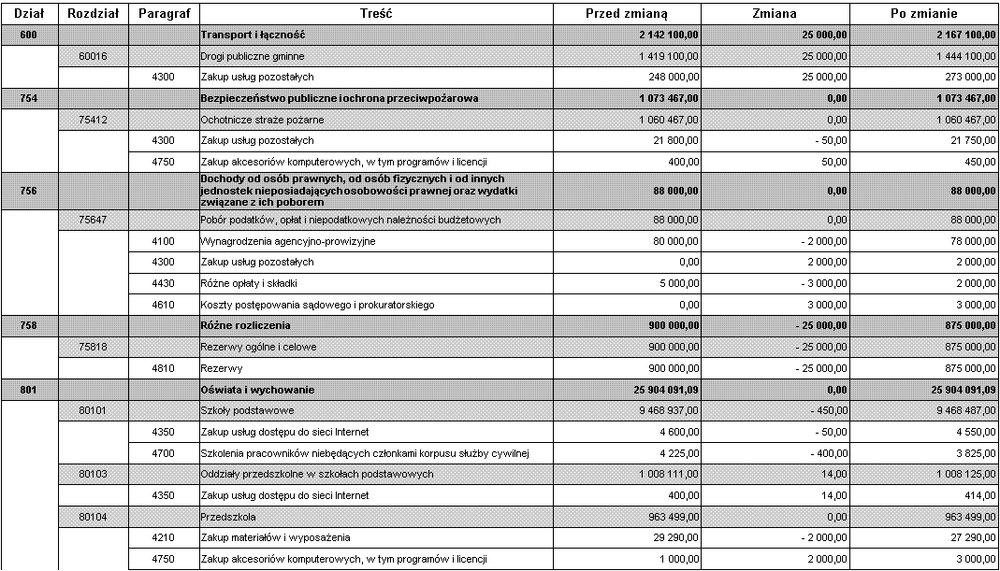 Dział Rozdział Paragraf Treść Przed zmianą Zmiana Po zmianie
600 Transport i łączność 2 142 100,00 25 000,00 2 167 100,00
60016 Drogi publiczne gminne 1 419 100,00 25 000,00 1 444 100,00
4300 Zakup usług pozostałych 248 000,00 25 000,00 273 000,00
754 Bezpieczeństwo publiczne i ochrona przeciwpożarowa 1 073 467,00 0,00 1 073 467,00
75412 Ochotnicze straże pożarne 1 060 467,00 0,00 1 060 467,00
4300 Zakup usług pozostałych 21 800,00 - 50,00 21 750,00
4750 Zakup akcesoriów komputerowych, w tym programów i licencji 400,00 50,00 450,00
Dochody od osób prawnych, od osób fizycznych i od innych
756 jednostek nieposiadających osobowości prawnej oraz wydatki 88 000,00 0,00 88 000,00
związane z ich poborem
75647 Pobór podatków, opłat i niepodatkowych należności budżetowych 88 000,00 0,00 88 000,00
4100 Wynagrodzenia agencyjno-prowizyjne 80 000,00 - 2 000,00 78 000,00
4300 Zakup usług pozostałych 0,00 2 000,00 2 000,00
4430 Różne opłaty i składki 5 000,00 - 3 000,00 2 000,00
4610 Koszty postępowania sądowego i prokuratorskiego 0,00 3 000,00 3 000,00
758 Różne rozliczenia 900 000,00 - 25 000,00 875 000,00
75818 Rezerwy ogólne i celowe 900 000,00 - 25 000,00 875 000,00
4810 Rezerwy 900 000,00 - 25 000,00 875 000,00
801 Oświata i wychowanie 25 904 091,09 0,00 25 904 091,09
80101 Szkoły podstawowe 9 468 937,00 - 450,00 9 468 487,00
4350 Zakup usług dostępu do sieci Internet 4 600,00 - 50,00 4 550,00
4700 Szkolenia pracowników niebędących członkami korpusu służby cywilnej 4 225,00 - 400,00 3 825,00
80103 Oddziały przedszkolne w szkołach podstawowych 1 008 111,00 14,00 1 008 125,00
4350 Zakup usług dostępu do sieci Internet 400,00 14,00 414,00
80104 Przedszkola 963 499,00 0,00 963 499,00
4210 Zakup materiałów i wyposażenia 29 290,00 - 2 000,00 27 290,00
4750 Zakup akcesoriów komputerowych, w tym programów i licencji 1 000,00 2 000,00 3 000,00